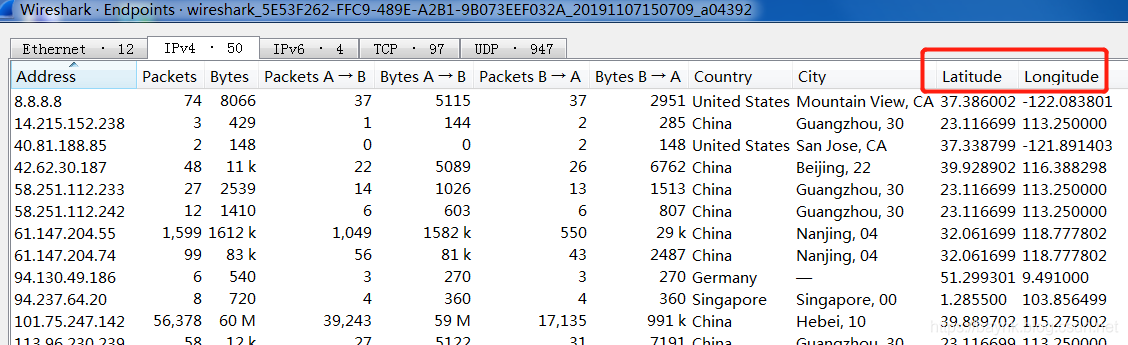 Wireshark · Endpoints · wireshark_5E53F262-FFC9-489E-A2B1-9B073EEF032A_20191107150709_a04392
Ethernet · 12 IPv4 · 50 IPv6 · 4 TCP · 97 UDP · 947
Address Packets Bytes Packets A → B Bytes A → B Packets B → A Bytes B → A Country City Latitude Longitude
8.8.8.8 74 8066 37 5115 37 2951 United States Mountain View, CA 37.386002 -122.083801
14.215.152.238 3 429 1 144 2 285 China Guangzhou, 30 23.116699 113.250000
40.81.188.85 2 148 0 0 2 148 United States San Jose, CA 37.338799 -121.891403
42.62.30.187 48 11 k 22 5089 26 6762 China Beijing, 22 39.928902 116.388298
58.251.112.233 27 2539 14 1026 13 1513 China Guangzhou, 30 23.116699 113.250000
58.251.112.242 12 1410 6 603 6 807 China Guangzhou, 30 23.116699 113.250000
61.147.204.55 1,599 1612 k 1,049 1582 k 550 29 k China Nanjing, 04 32.061699 118.777802
61.147.204.74 99 83 k 56 81 k 43 2487 China Nanjing, 04 32.061699 118.777802
94.130.49.186 6 540 3 270 3 270 Germany — 51.299301 9.491000
94.237.64.20 8 720 4 360 4 360 Singapore Singapore, 00 1.285500 103.856499
101.75.247.142 56,378 60 M 39,243 59 M 17,135 991 k China Hebei, 10 39.889702 115.275002
113.96.230.239 58 12 k 27 5122 31 7191 China Guangzhou, 30 23.116699 113.250000